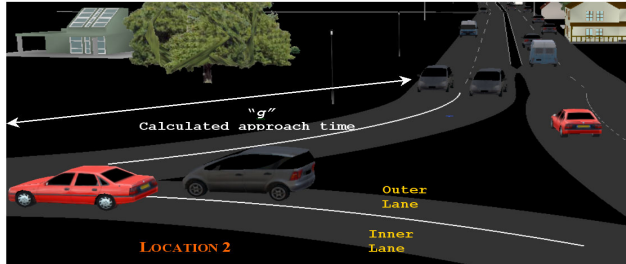 "g"
Calculated approach time
Outer
Lane
Inner
Lane
LOCATION 2